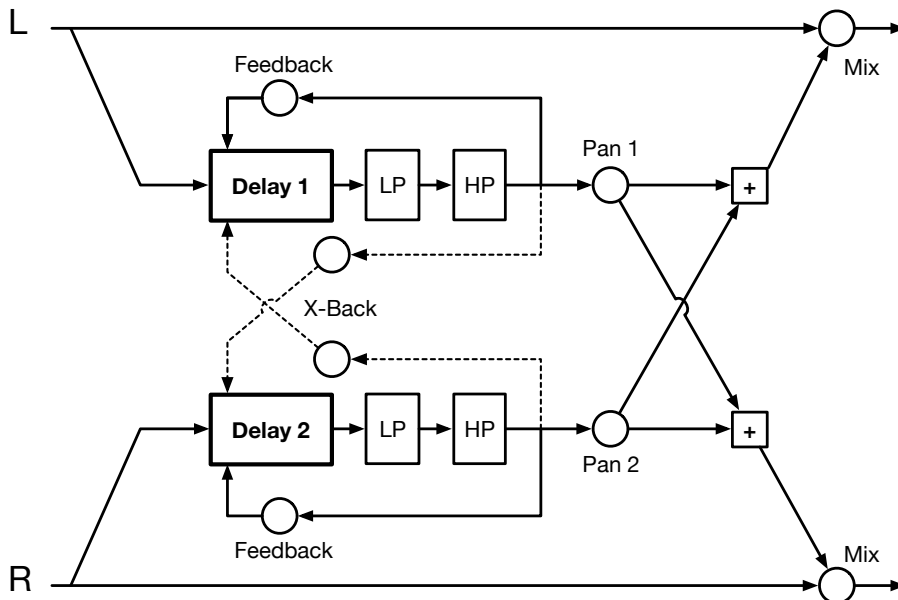 L
Mix
Feedback
Pan 1
Delay 1
LP
HP
+
X-Back
Delay 2
LP
HP
+
Pan 2
Feedback
Mix
R